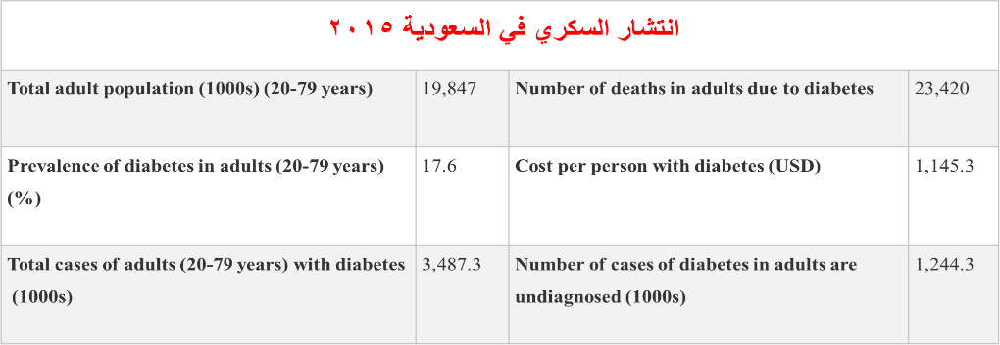 انتشار السكري في السعودية ٢٠١٥
Total adult population (1000s) (20-79 years)
19,847
Number of deaths in adults due to diabetes
23,420
Prevalence of diabetes in adults (20-79 years)
(%)
17.6
Cost per person with diabetes (USD)
1,145.3
Total cases of adults (20-79 years) with diabetes
(1000s)
3,487.3
Number of cases of diabetes in adults are
undiagnosed (1000s)
1,244.3